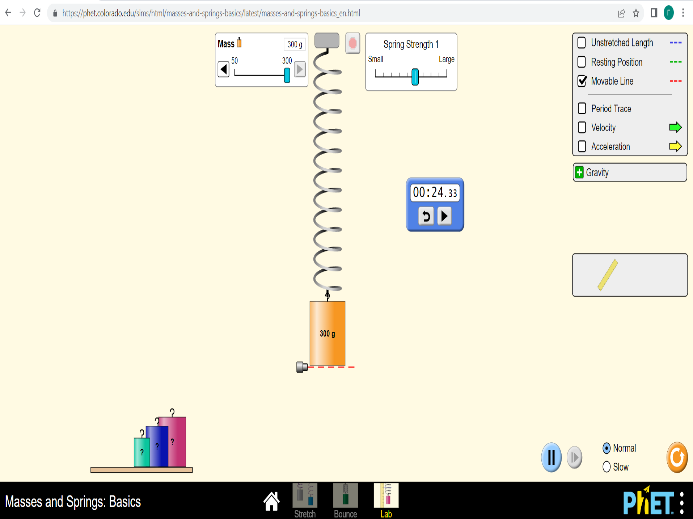 https://phet.colorado.edu/sims/html/masses-and-springs-basics/latest/masses-and-springs-basics_en.html
Mass 300 g
50 300
Spring Strength 1
Small Large
Unstretched Length
Resting Position
Movable Line
Period Trace
Velocity
Acceleration
Gravity
00:24.33
300 g
? ? ?
? ? ?
Normal
Slow
Masses and Springs: Basics
Stretch Bounce Lab
PhET